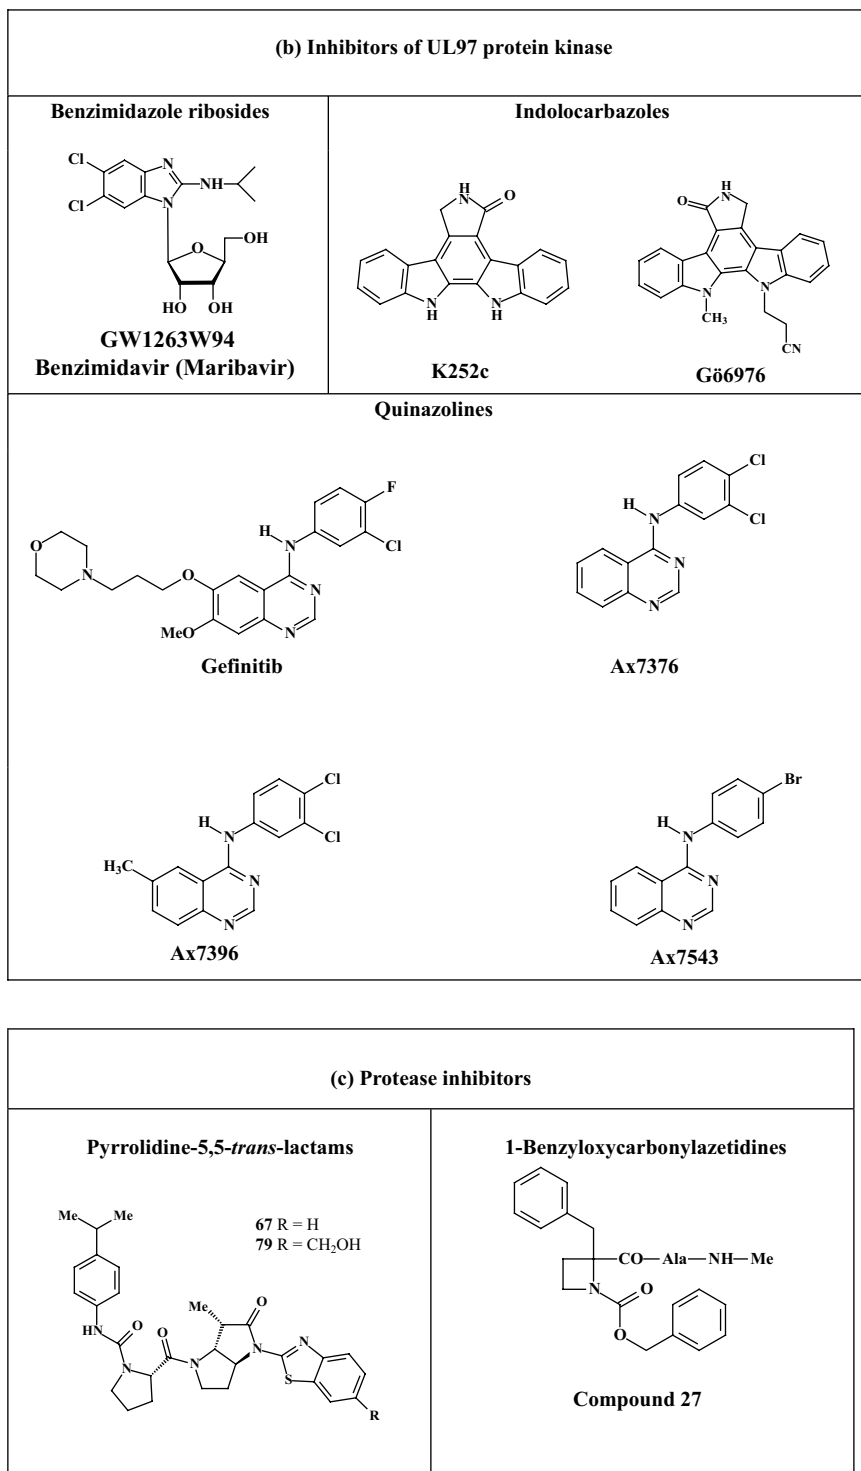 (b) Inhibitors of UL97 protein kinase
Benzimidazole ribosides
Cl
Cl
N
N
NH
O
OH
HO
OH
GW1263W94
Benzimidavir (Maribavir)
Indolocarbazoles
H
N
O
N
H
N
H
K252c
H
N
O
N
CH₃
N
CN
Gö6976
Quinazolines
O
N
O
MeO
H
N
F
Cl
N
N
Gefinitib
H
N
Cl
Cl
N
N
Ax7376
H₃C
H
N
Cl
Cl
N
N
Ax7396
H
N
Br
N
N
Ax7543
(c) Protease inhibitors
Pyrrolidine-5,5-trans-lactams
Me Me
67 R = H
79 R = CH₂OH
HN
O
N
O
N
Me
O
N
N
S
R
1-Benzyloxycarbonylazetidines
CO—Ala—NH—Me
N
O
O
Compound 27